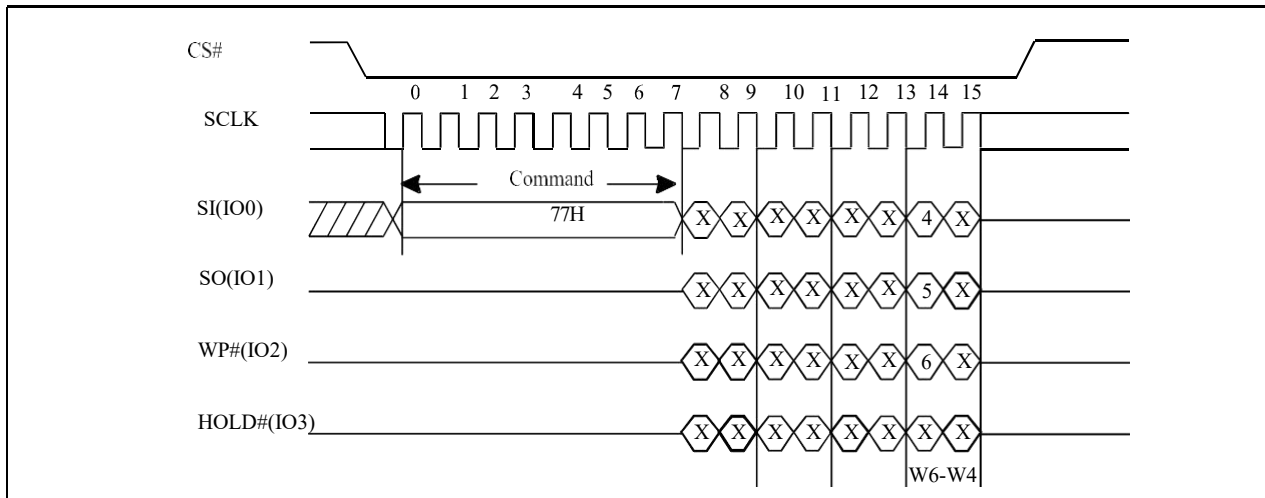 CS#
0 1 2 3 4 5 6 7 8 9 10 11 12 13 14 15
SCLK
Command
SI(IO0)
77H
X X X X X X 4 X
SO(IO1)
X X X X X X 5 X
WP#(IO2)
X X X X X X 6 X
HOLD#(IO3)
X X X X X X X X
W6-W4